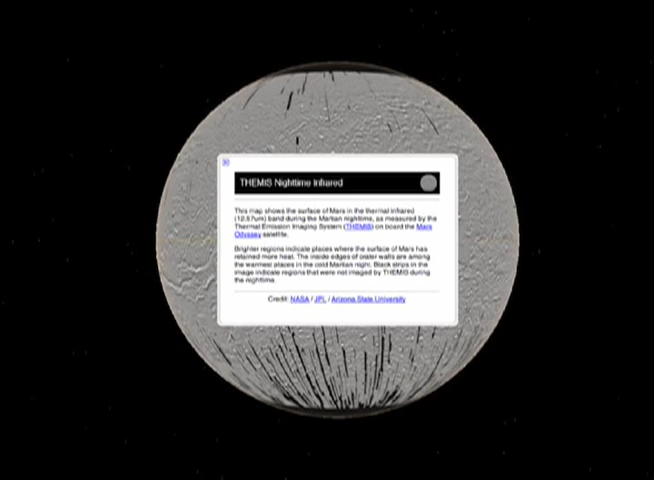 THEMIS Nighttime Infrared
This map shows the surface of Mars in the thermal infrared
(12.57um) band during the Martian nighttime, as measured by the
Thermal Emission Imaging System (THEMIS) on board the Mars
Odyssey satellite.
Brighter regions indicate places where the surface of Mars has
retained more heat. The inside edges of crater walls are among
the warmest places in the cold Martian night. Black strips in the
image indicate regions that were not imaged by THEMIS during
the nighttime.
Credit: NASA / JPL / Arizona State University